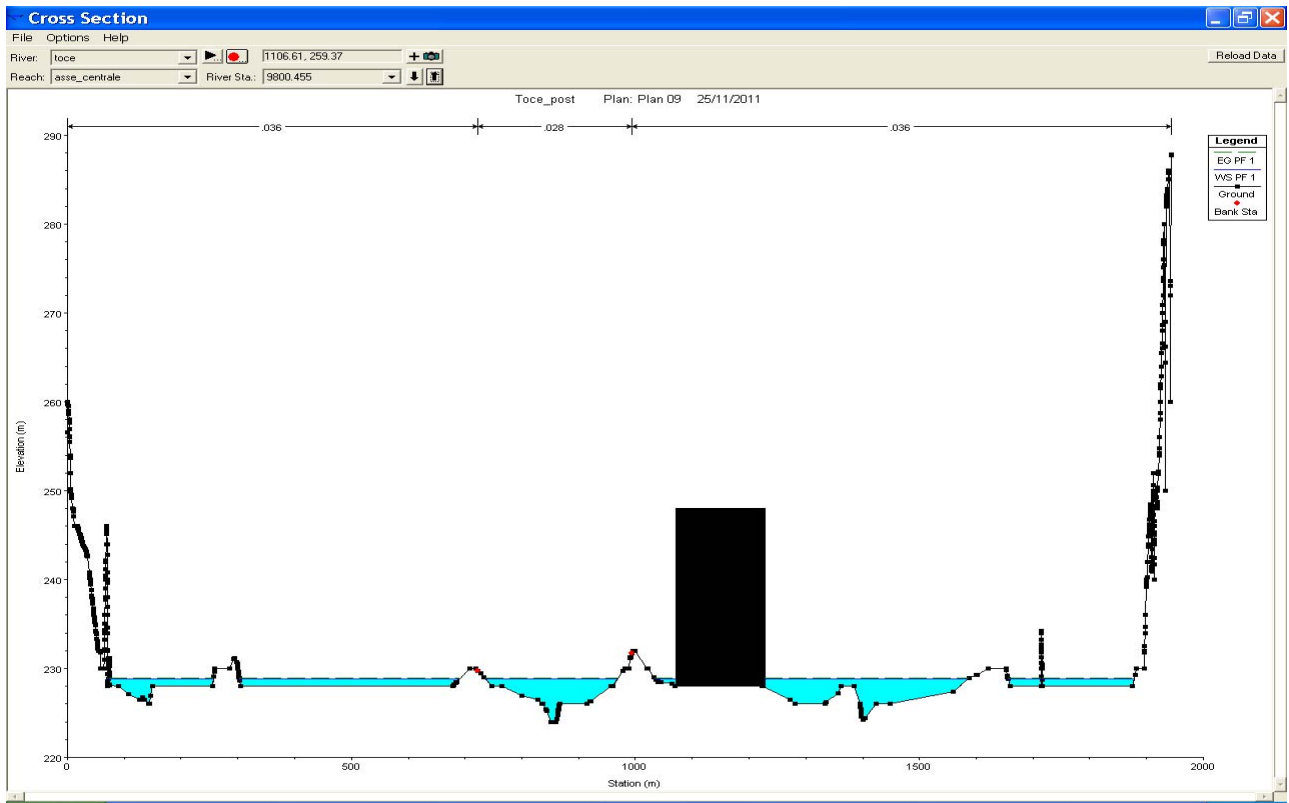 Cross Section
File Options Help
River: toce 1106.61, 259.37 Reload Data
Reach: asse_centrale River Sta.: 9800.455
Toce_post Plan: Plan 09 25/11/2011
.036 .028 .036
Legend
EG PF 1
WS PF 1
Ground
Bank Sta
290
280
270
260
250
240
230
220
Elevation (m)
0 500 1000 1500 2000
Station (m)